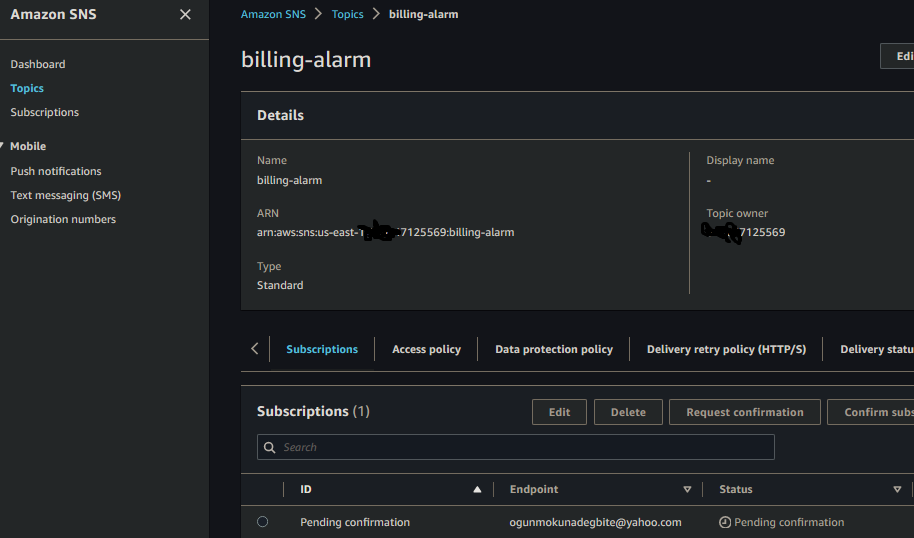 Amazon SNS
Amazon SNS > Topics > billing-alarm
billing-alarm
Dashboard
Topics
Subscriptions
Mobile
Push notifications
Text messaging (SMS)
Origination numbers
Details
Name
billing-alarm
Display name
-
ARN
arn:aws:sns:us-east-1 7125569:billing-alarm
Topic owner
7125569
Type
Standard
Subscriptions
Access policy
Data protection policy
Delivery retry policy (HTTP/S)
Delivery statu
Subscriptions (1)
Edit
Delete
Request confirmation
Confirm subs
Search
ID
Endpoint
Status
Pending confirmation
ogunmokunadegbite@yahoo.com
Pending confirmation